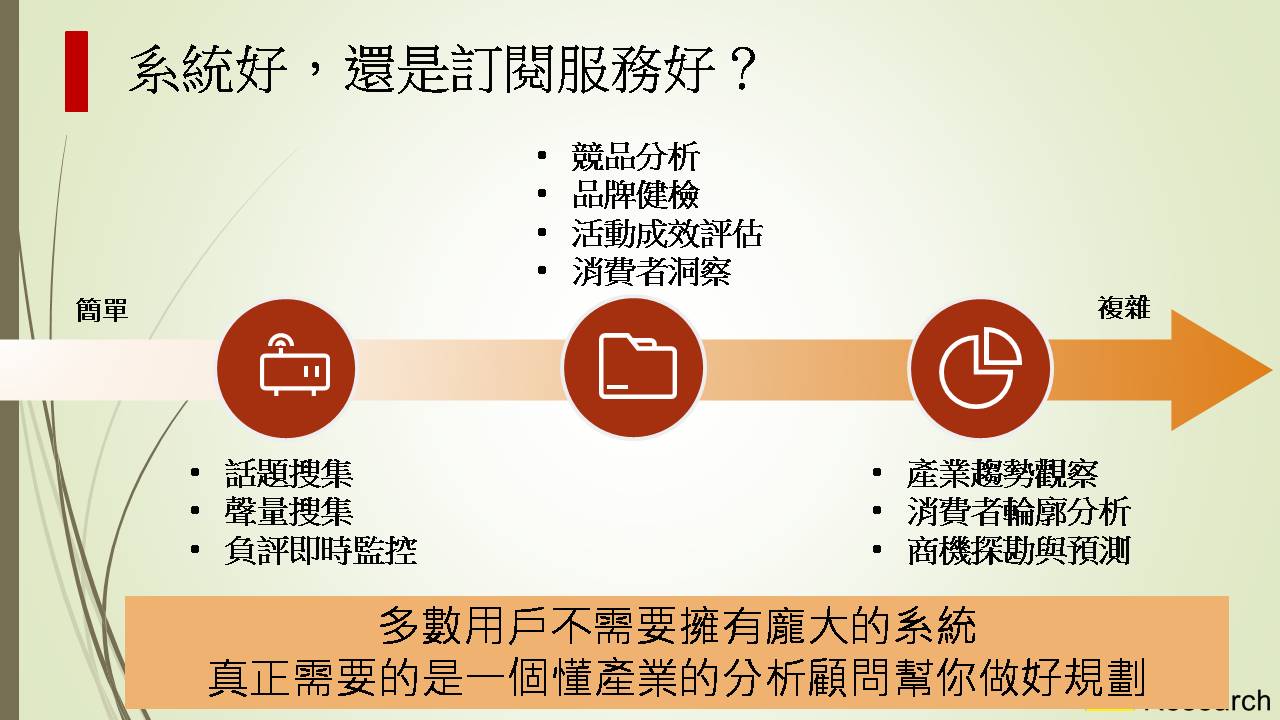 系統好，還是訂閱服務好？
• 競品分析
• 品牌健檢
• 活動成效評估
• 消費者洞察
簡單
複雜
• 話題搜集
• 聲量搜集
• 負評即時監控
• 產業趨勢觀察
• 消費者輪廓分析
• 商機探勘與預測
多數用戶不需要擁有龐大的系統
真正需要的是一個懂產業的分析顧問幫你做好規劃